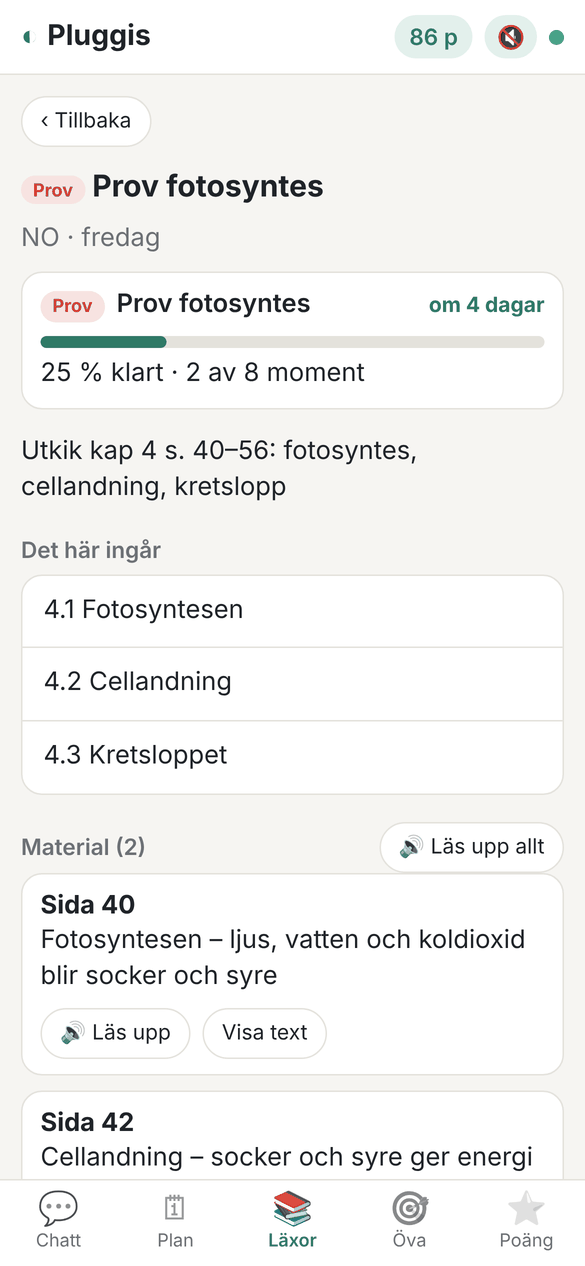 Pluggis
86 p
‹ Tillbaka
Prov Prov fotosyntes
NO · fredag
Prov Prov fotosyntes om 4 dagar
25 % klart · 2 av 8 moment
Utkik kap 4 s. 40–56: fotosyntes,
cellandning, kretslopp
Det här ingår
4.1 Fotosyntesen
4.2 Cellandning
4.3 Kretsloppet
Material (2)
Läs upp allt
Sida 40
Fotosyntesen – ljus, vatten och koldioxid
blir socker och syre
Läs upp
Visa text
Sida 42
Cellandning – socker och syre ger energi
1
Chatt
Plan
Läxor
Öva
Poäng